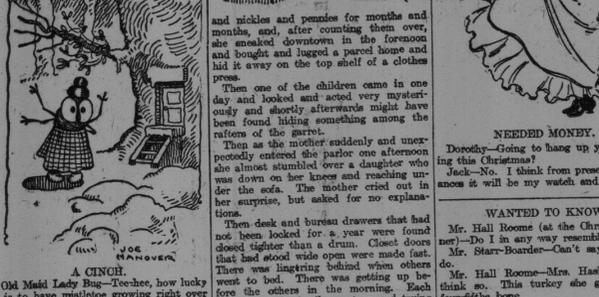 JOE
HANOVER
A CINCH.
Old Maid Lady Bug—Tee-hee, how lucky
is to have mistletoe growing right over
and nickles and pennies for months and
months, and, after counting them over,
she sneaked downtown in the forenoon
and bought and lugged a parcel home and
hid it away on the top shelf of a clothes
press.
Then one of the children came in one
day and looked and acted very mysteri-
ously and shortly afterwards might have
been found hiding something among the
rafters of the garret.
Then as the mother suddenly and unex-
pectedly entered the parlor one afternoon
she almost stumbled over a daughter who
was down on her knees and reaching un-
der the sofa. The mother cried out in
her surprise, but asked for no explana-
tions.
Then desk and bureau drawers that had
not been looked for a year were found
closed tighter than a drum. Closet doors
that had stood wide open were made fast.
There was lingering behind when others
went to bed. There was getting up be-
fore the others in the morning. Each
NEEDED MONEY.
Dorothy—Going to hang up
ing this Christmas?
Jack—No. I think from
ances it will be my watch and
WANTED TO KNOW
Mr. Hall Roome (at the
ner)—Do I in any way
Mr. Starr-Boarder—Can't say
do.
Mr. Hall Roome—Mrs.
think so. This turkey she